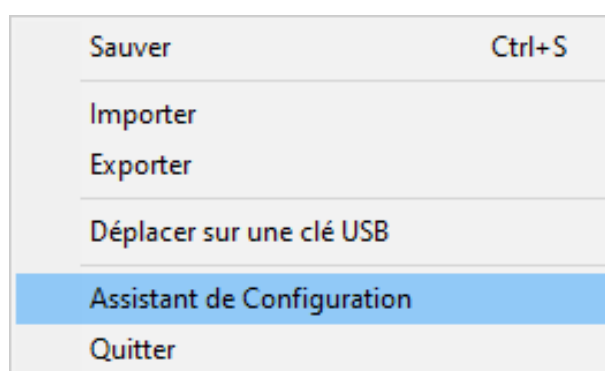 Sauver Ctrl+S
Importer
Exporter
Déplacer sur une clé USB
Assistant de Configuration
Quitter